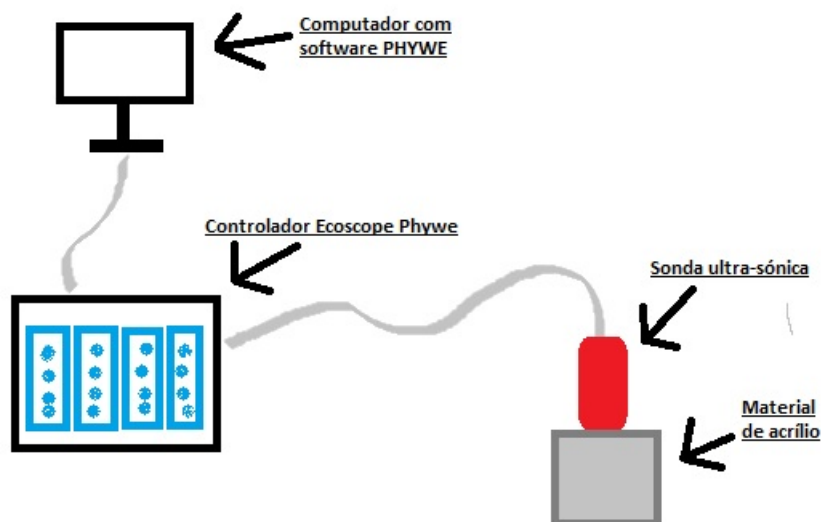 Computador com
software PHYWE
Controlador Ecoscope Phywe
Sonda ultra-sónica
Material
de acrílio